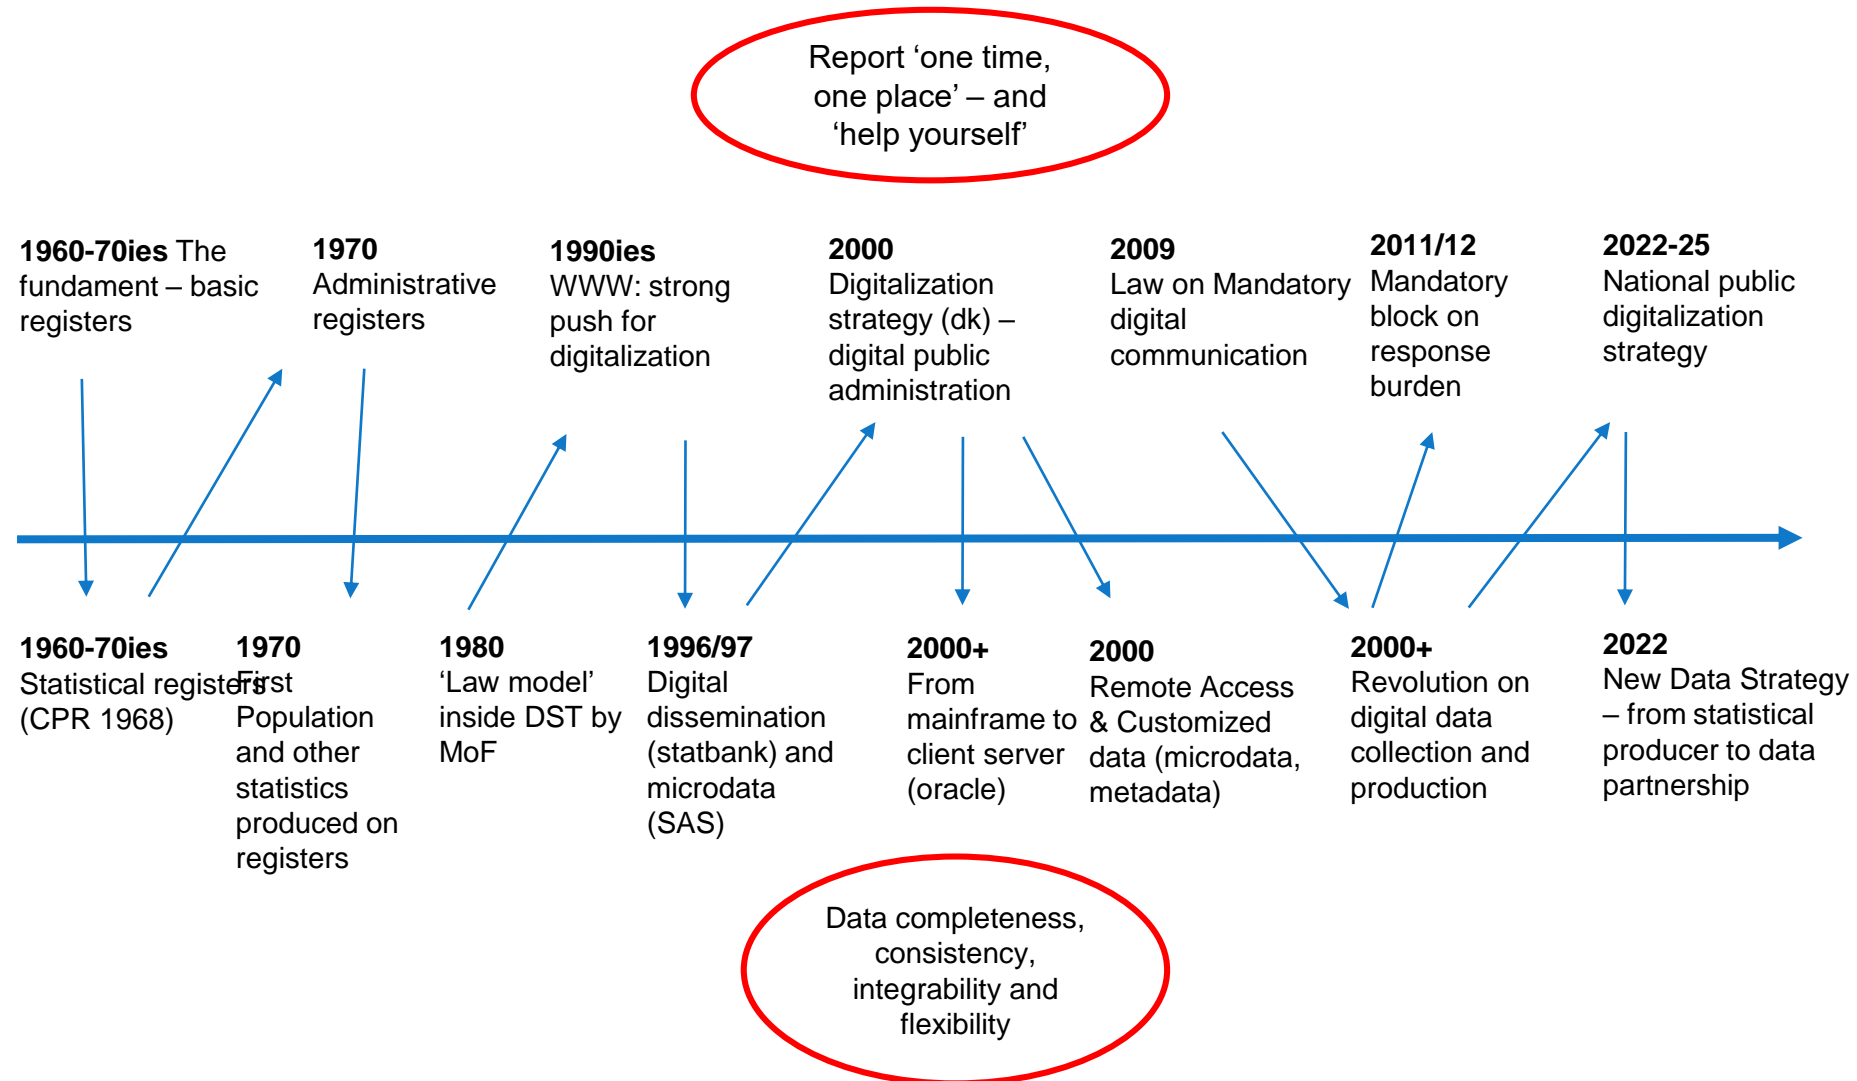 Report ‘one time,
one place’ – and
‘help yourself’
1960-70ies The
fundament – basic
registers
1970
Administrative
registers
1990ies
WWW: strong
push for
digitalization
2000
Digitalization
strategy (dk) –
digital public
administration
2009
Law on Mandatory
digital
communication
2011/12
Mandatory
block on
response
burden
2022-25
National public
digitalization
strategy
1960-70ies
Statistical registers
(CPR 1968)
1970
First
Population
and other
statistics
produced on
registers
1980
‘Law model’
inside DST by
MoF
1996/97
Digital
dissemination
(statbank) and
microdata
(SAS)
2000+
From
mainframe to
client server
(oracle)
2000
Remote Access
& Customized
data (microdata,
metadata)
2000+
Revolution on
digital data
collection and
production
2022
New Data Strategy
– from statistical
producer to data
partnership
Data completeness,
consistency,
integrability and
flexibility